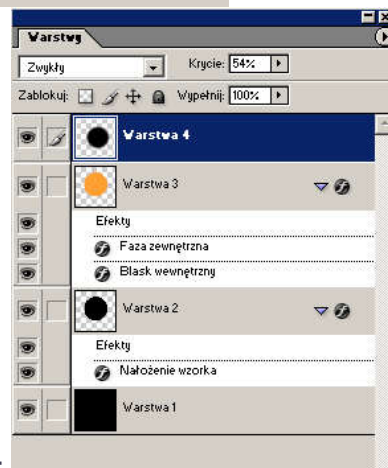 Warstwy
Zwykły Krycie: 54%
Zablokuj: Wypełnij: 100%
Warstwa 4
Warstwa 3
Efekty
Faza zewnętrzna
Blask wewnętrzny
Warstwa 2
Efekty
Nałożenie wzorka
Warstwa 1